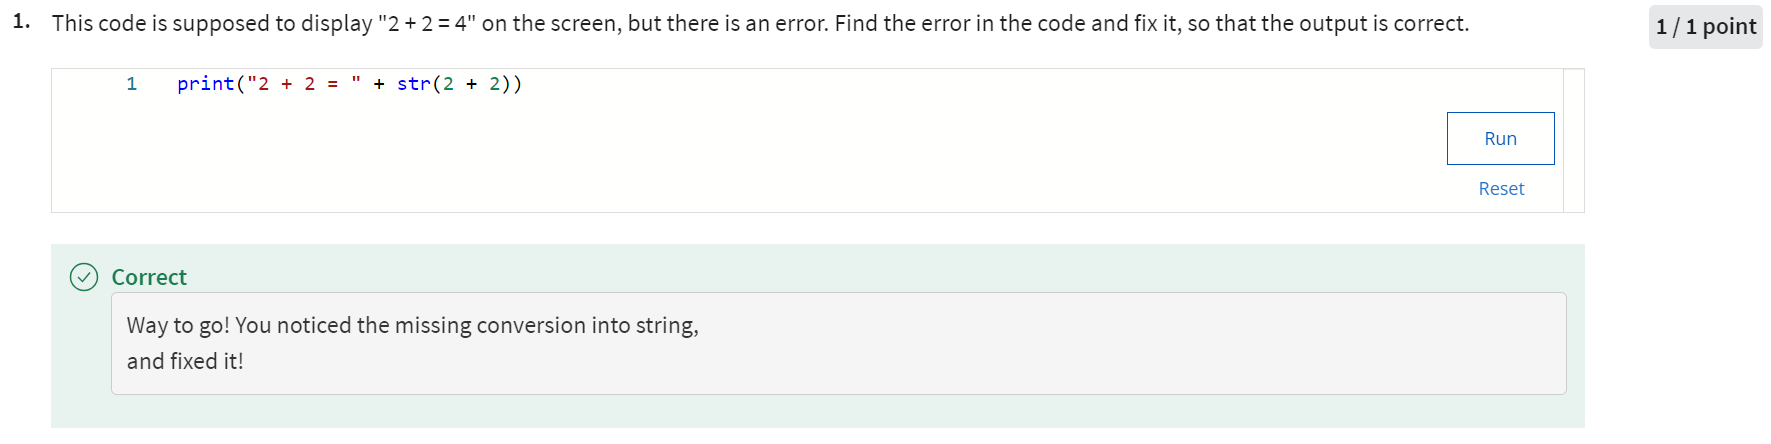 1. This code is supposed to display "2 + 2 = 4" on the screen, but there is an error. Find the error in the code and fix it, so that the output is correct.
1 / 1 point
1 print("2 + 2 = " + str(2 + 2))
Run
Reset
Correct
Way to go! You noticed the missing conversion into string,
and fixed it!